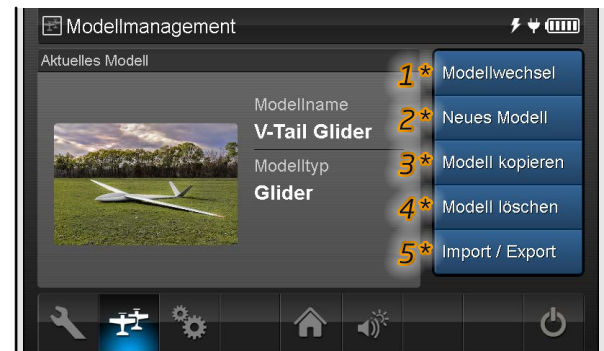 Modellmanagement
Aktuelles Modell
Modellname
V-Tail Glider
Modelltyp
Glider
1* Modellwechsel
2* Neues Modell
3* Modell kopieren
4* Modell löschen
5* Import / Export